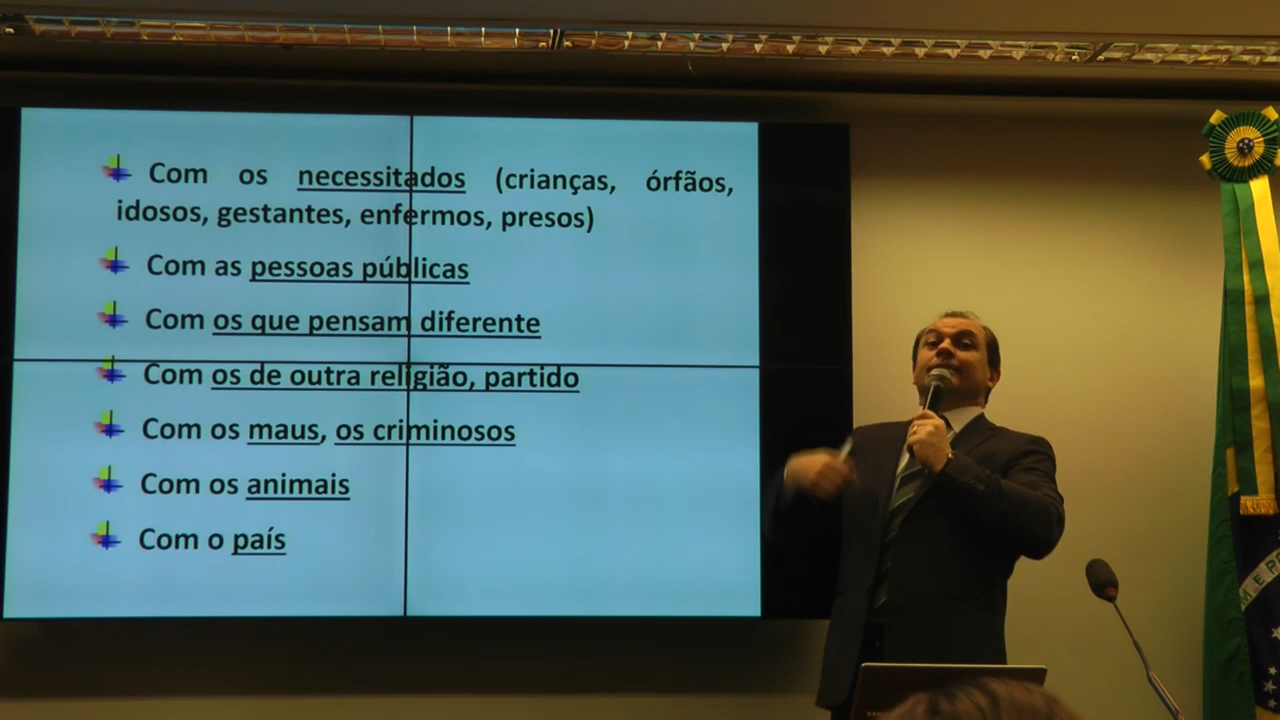 Com os necessitados (crianças, órfãos,
idosos, gestantes, enfermos, presos)
Com as pessoas públicas
Com os que pensam diferente
Com os de outra religião, partido
Com os maus, os criminosos
Com os animais
Com o país
M E P